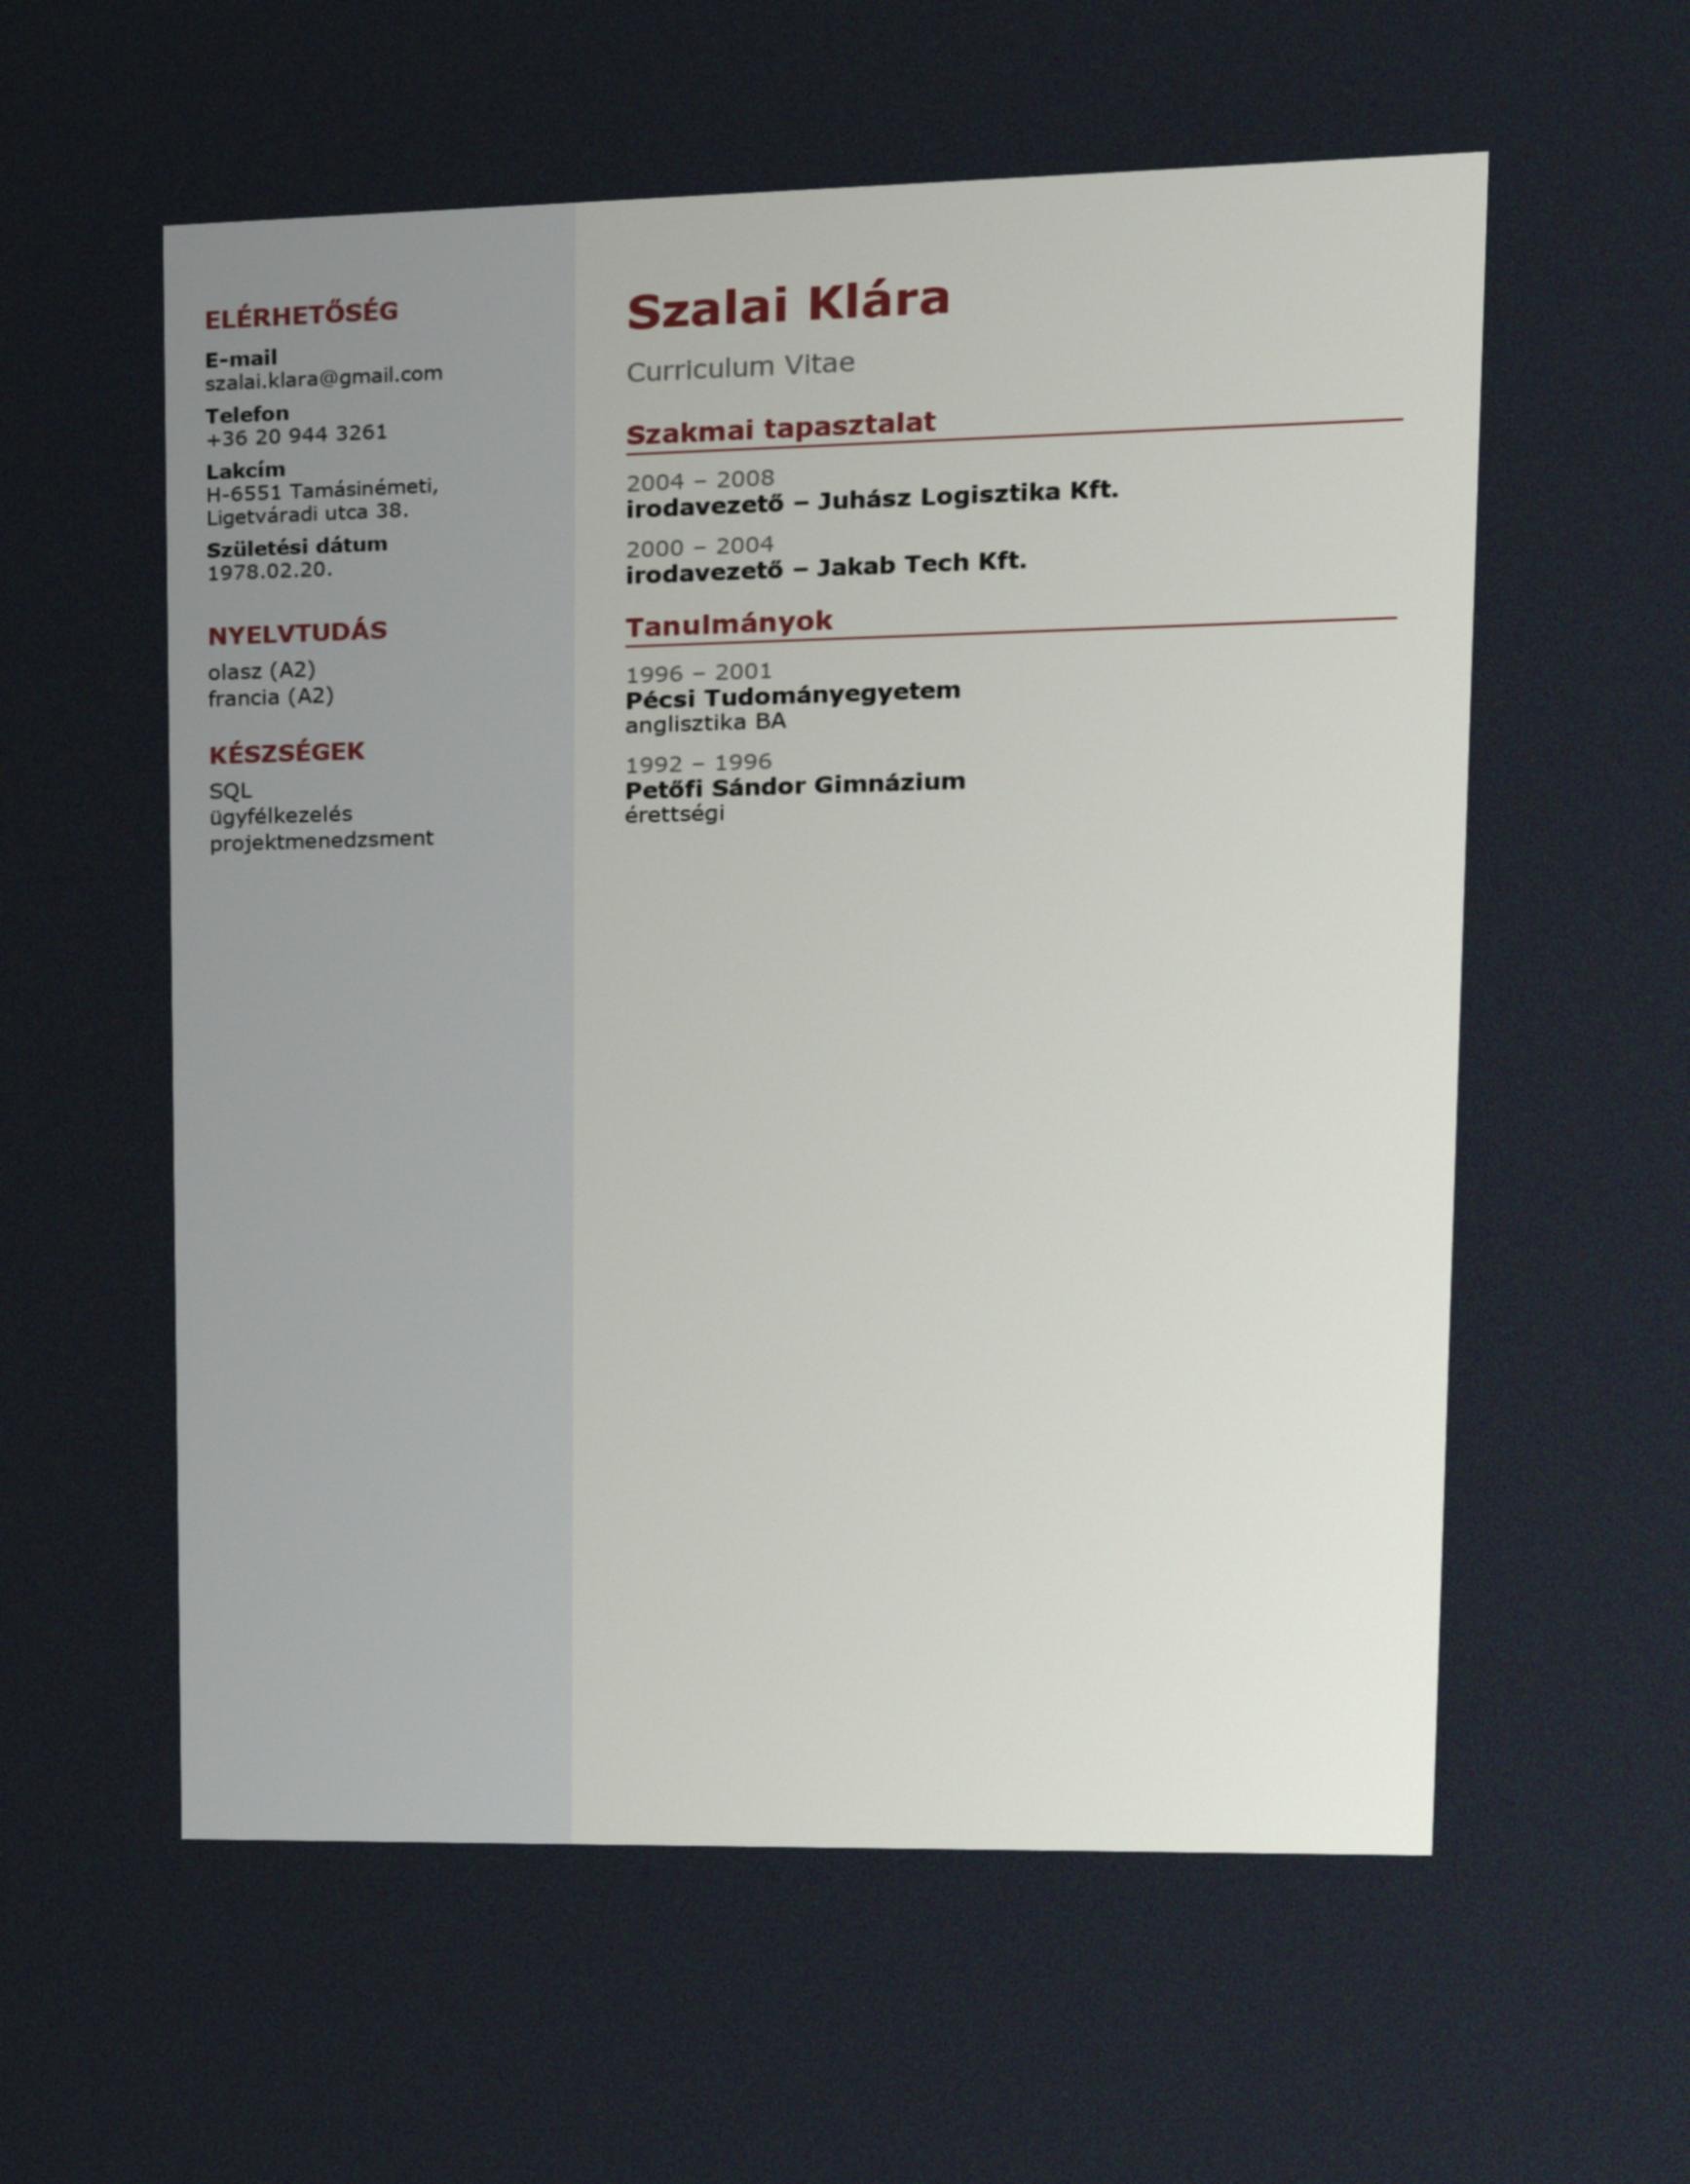 ELÉRHETŐSÉG
E-mail
szalai.klara@gmail.com
Telefon
+36 20 944 3261
Lakcím
H-6551 Tamásinémeti,
Ligetváradi utca 38.
Születési dátum
1978.02.20.
NYELVTUDÁS
olasz (A2)
francia (A2)
KÉSZSÉGEK
SQL
ügyfélkezelés
projektmenedzsment
Szalai Klára
Curriculum Vitae
Szakmai tapasztalat
2004 – 2008
irodavezető – Juhász Logisztika Kft.
2000 – 2004
irodavezető – Jakab Tech Kft.
Tanulmányok
1996 – 2001
Pécsi Tudományegyetem
anglisztika BA
1992 – 1996
Petőfi Sándor Gimnázium
érettségi